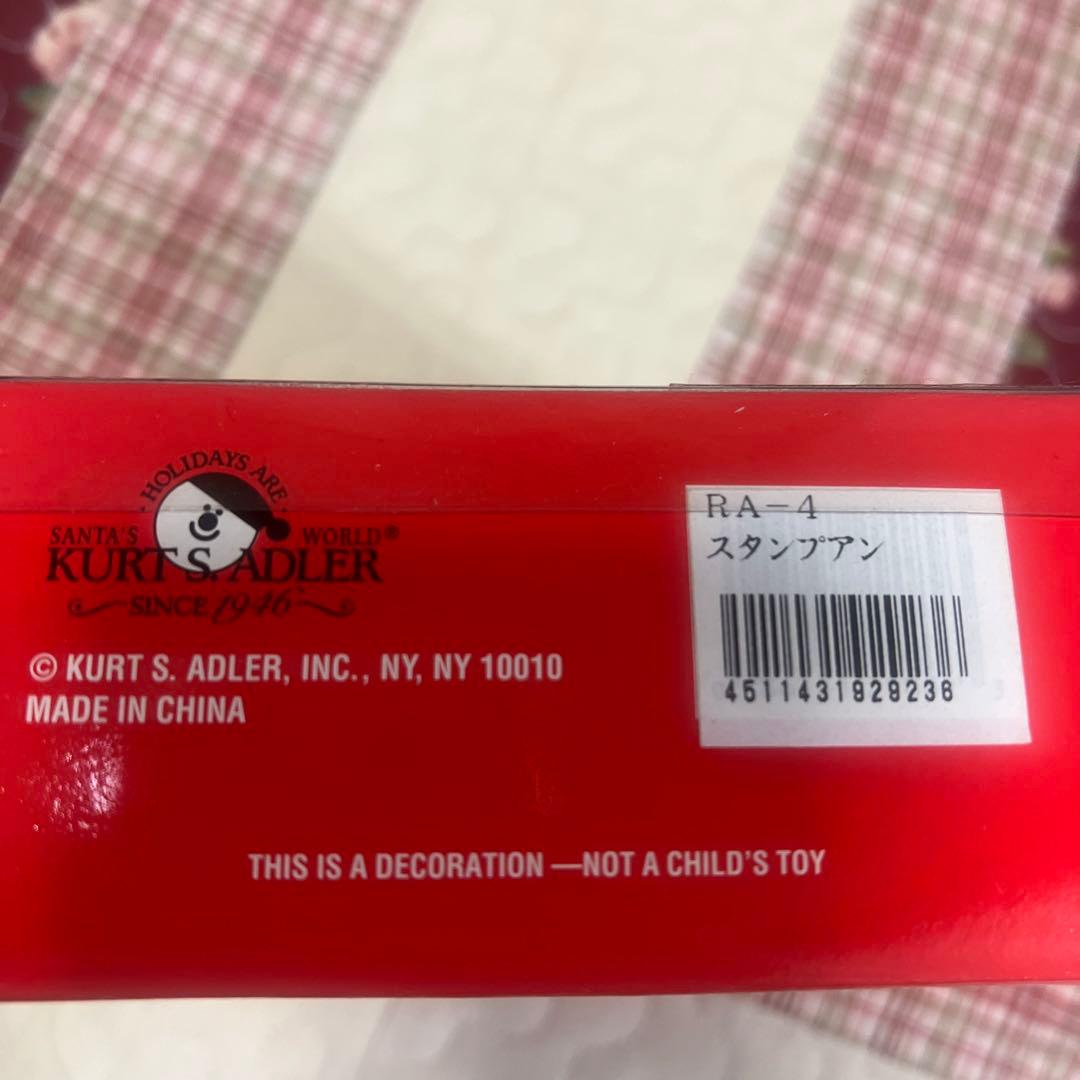 HOLIDAYS ARE
SANTA'S WORLD®
KURT S. ADLER
SINCE 1946
© KURT S. ADLER, INC., NY, NY 10010
MADE IN CHINA
RA-4
スタンプアン
4511431929236
THIS IS A DECORATION —NOT A CHILD'S TOY